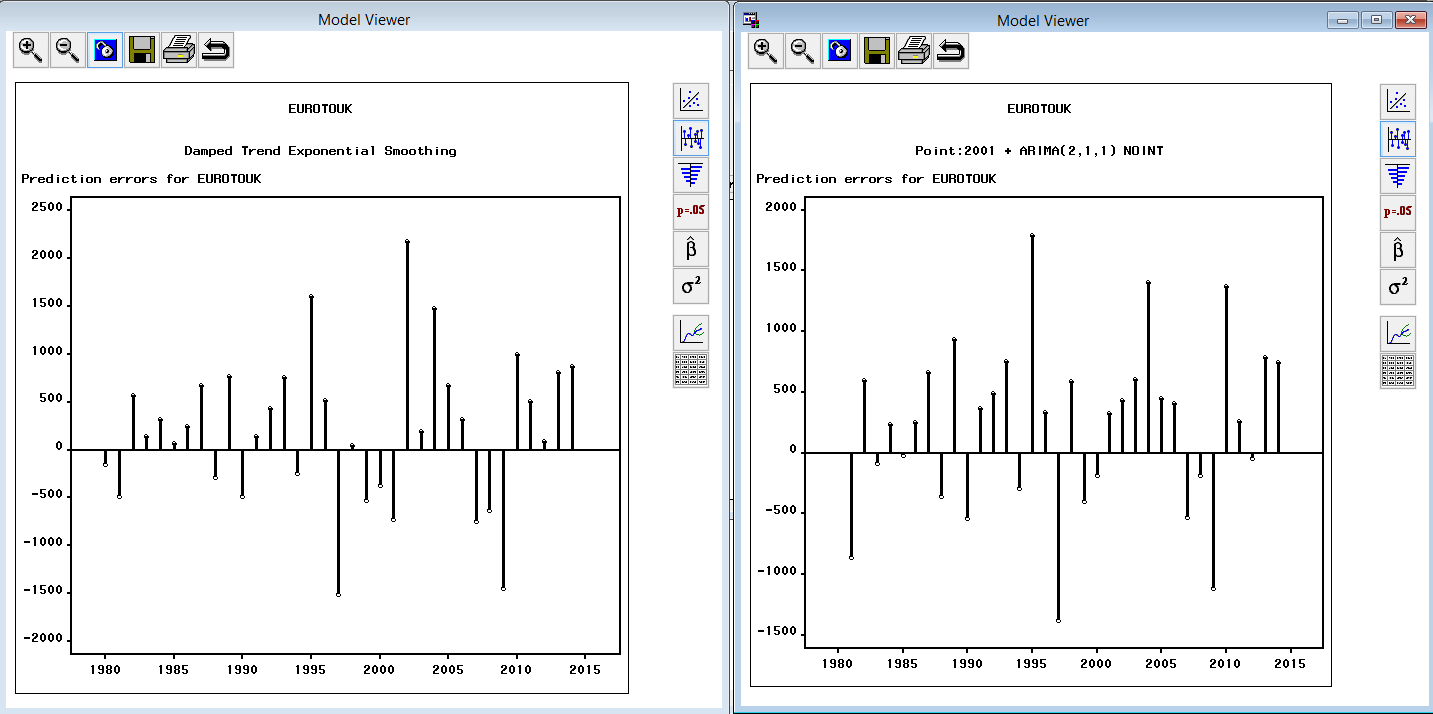 Model Viewer
EUROTOUK
Damped Trend Exponential Smoothing
Prediction errors for EUROTOUK
2500
2000
1500
1000
500
0
-500
-1000
-1500
-2000
1980 1985 1990 1995 2000 2005 2010 2015
p=.05
β̂
σ²
Model Viewer
EUROTOUK
Point:2001 + ARIMA(2,1,1) NOINT
Prediction errors for EUROTOUK
2000
1500
1000
500
0
-500
-1000
-1500
1980 1985 1990 1995 2000 2005 2010 2015
p=.05
β̂
σ²